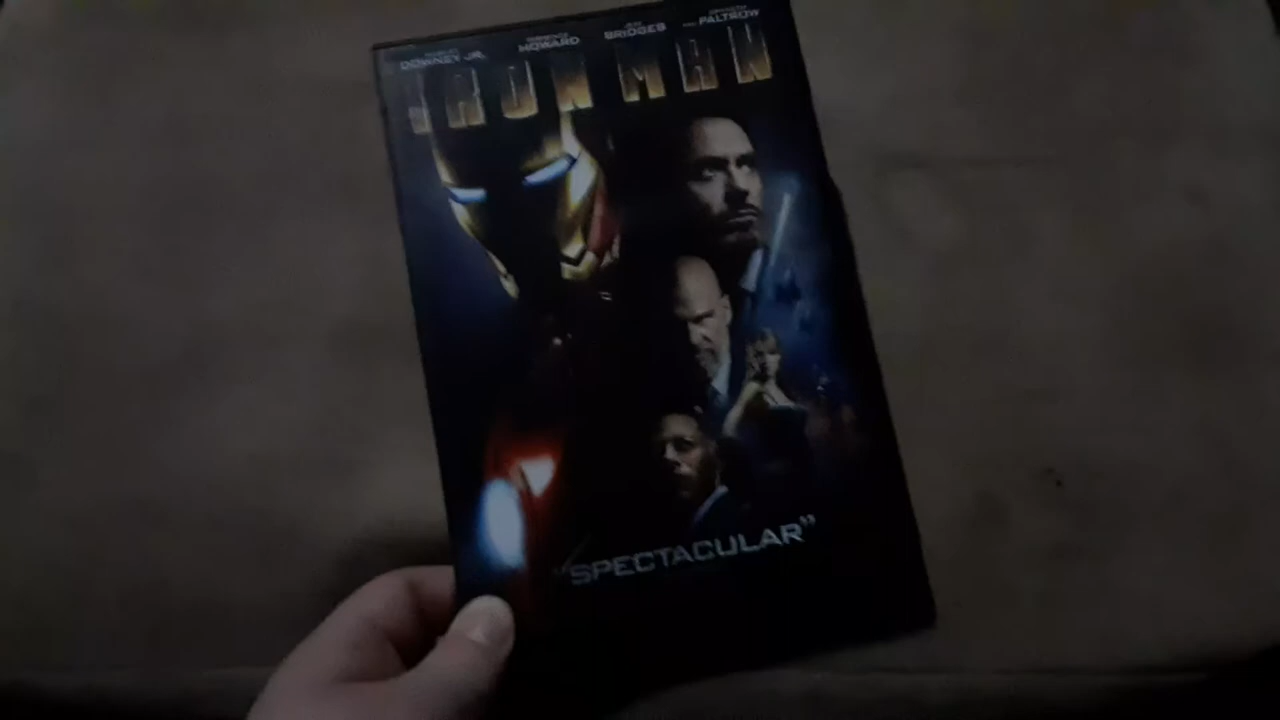 DOWNEY JR.
HOWARD
BRIDGES
PALTROW
IRON MAN
"SPECTACULAR"